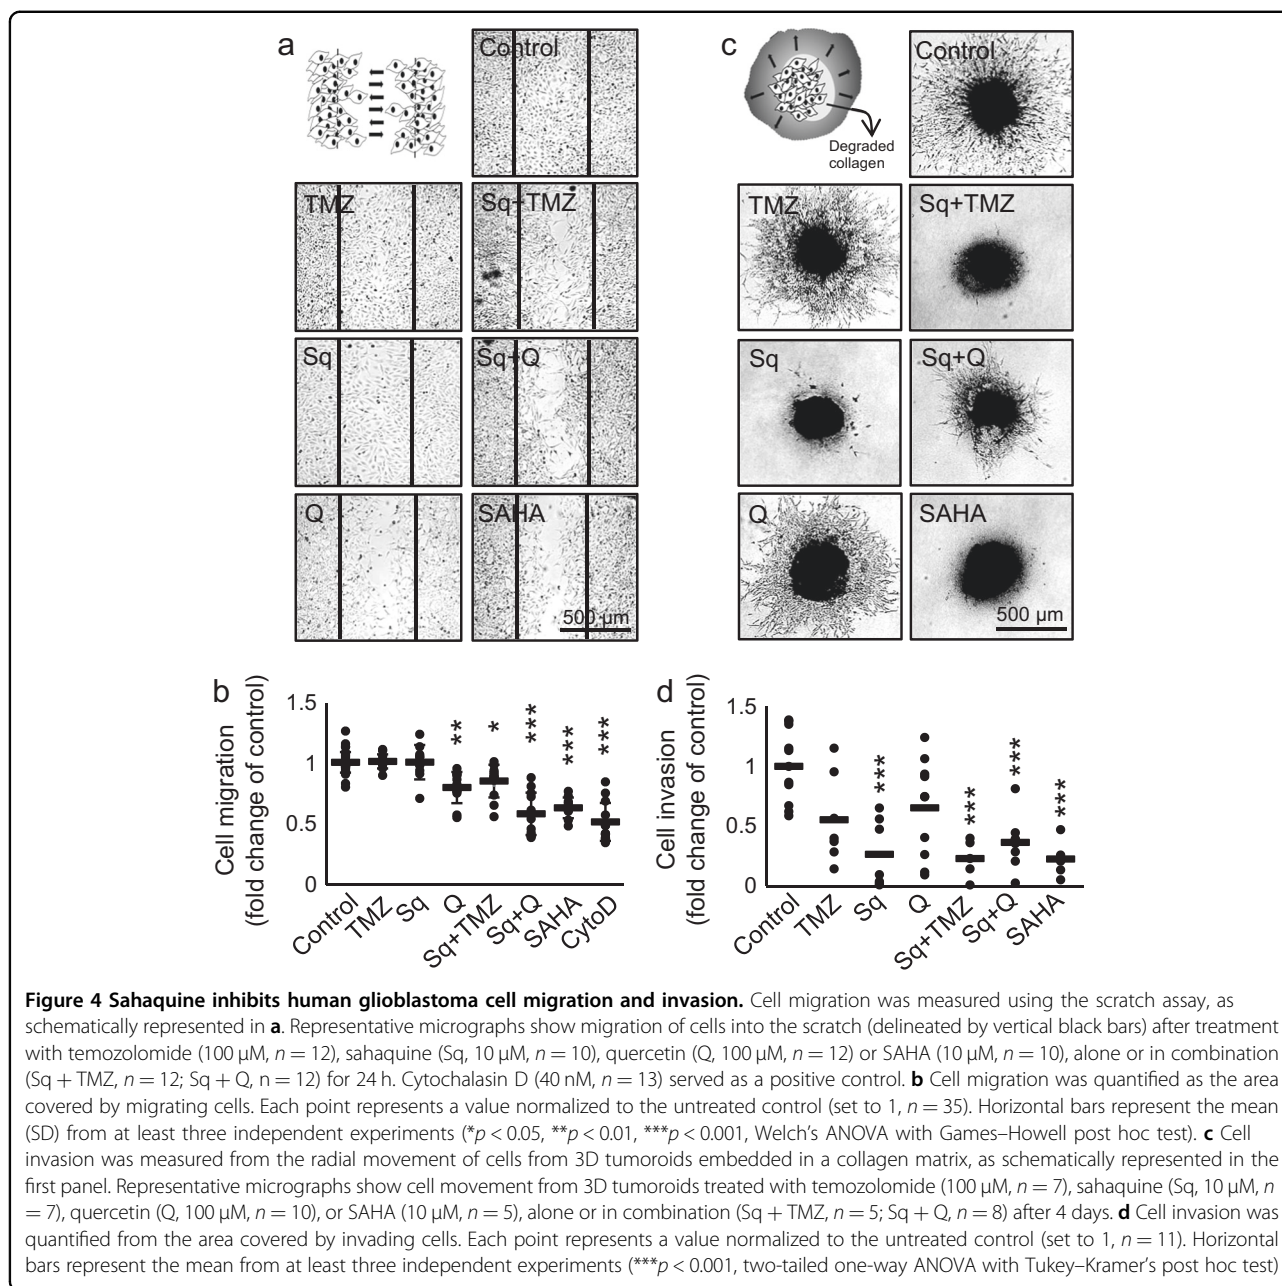 a
Control
TMZ
Sq+TMZ
Sq
Sq+Q
Q
SAHA
500 µm
c
Degraded
collagen
Control
TMZ
Sq+TMZ
Sq
Sq+Q
Q
SAHA
500 µm
b
Cell migration
(fold change of control)
1.5
1
0.5
0
**
*
***
***
***
Control
TMZ
Sq
Q
Sq+TMZ
Sq+Q
SAHA
CytoD
d
Cell invasion
(fold change of control)
1.5
1
0.5
0
***
***
***
***
Control
TMZ
Sq
Q
Sq+TMZ
Sq+Q
SAHA
Figure 4 Sahaquine inhibits human glioblastoma cell migration and invasion. Cell migration was measured using the scratch assay, as
schematically represented in a. Representative micrographs show migration of cells into the scratch (delineated by vertical black bars) after treatment
with temozolomide (100 µM, n = 12), sahaquine (Sq, 10 µM, n = 10), quercetin (Q, 100 µM, n = 12) or SAHA (10 µM, n = 10), alone or in combination
(Sq + TMZ, n = 12; Sq + Q, n = 12) for 24 h. Cytochalasin D (40 nM, n = 13) served as a positive control. b Cell migration was quantified as the area
covered by migrating cells. Each point represents a value normalized to the untreated control (set to 1, n = 35). Horizontal bars represent the mean
(SD) from at least three independent experiments (*p < 0.05, **p < 0.01, ***p < 0.001, Welch's ANOVA with Games–Howell post hoc test). c Cell
invasion was measured from the radial movement of cells from 3D tumoroids embedded in a collagen matrix, as schematically represented in the
first panel. Representative micrographs show cell movement from 3D tumoroids treated with temozolomide (100 µM, n = 7), sahaquine (Sq, 10 µM, n
= 7), quercetin (Q, 100 µM, n = 10), or SAHA (10 µM, n = 5), alone or in combination (Sq + TMZ, n = 5; Sq + Q, n = 8) after 4 days. d Cell invasion was
quantified from the area covered by invading cells. Each point represents a value normalized to the untreated control (set to 1, n = 11). Horizontal
bars represent the mean from at least three independent experiments (***p < 0.001, two-tailed one-way ANOVA with Tukey–Kramer's post hoc test)